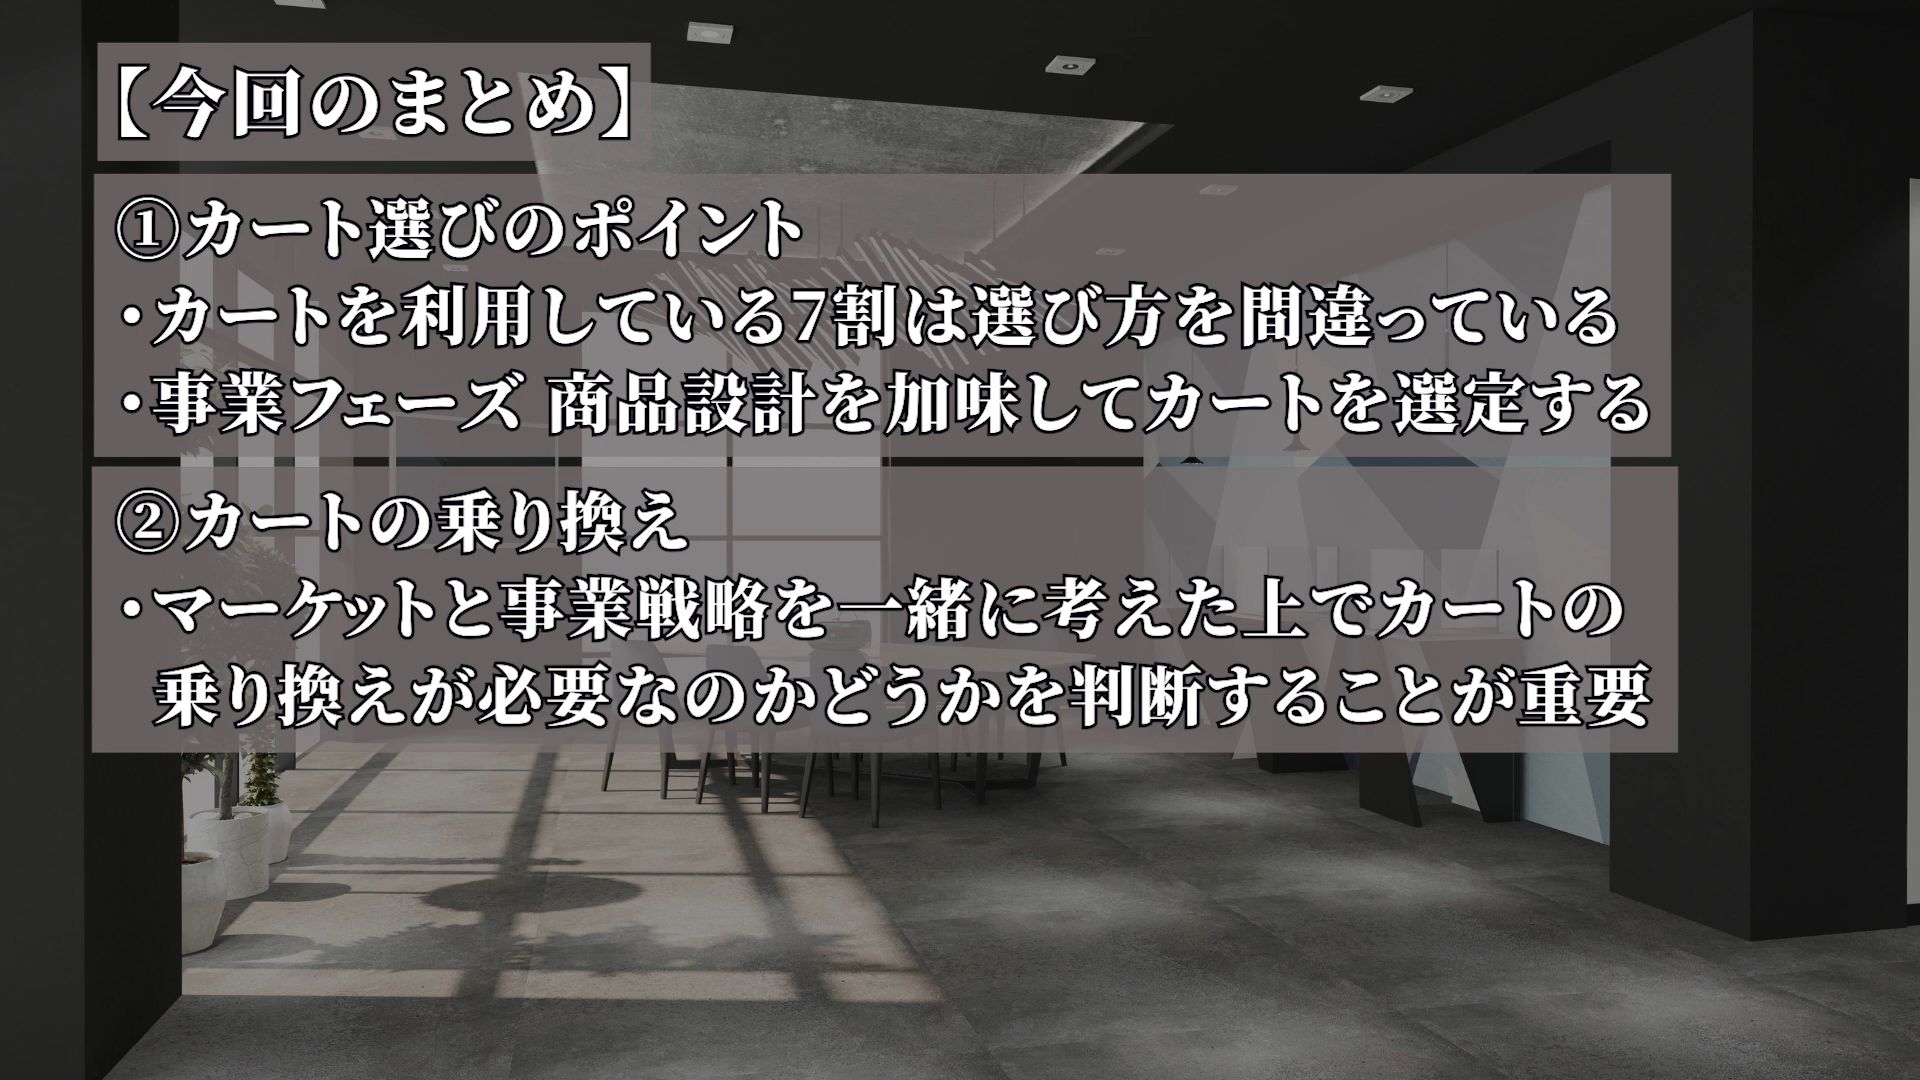 【今回のまとめ】
①カート選びのポイント
・カートを利用している7割は選び方を間違っている
・事業フェーズ 商品設計を加味してカートを選定する
②カートの乗り換え
・マーケットと事業戦略を一緒に考えた上でカートの
乗り換えが必要なのかどうかを判断することが重要